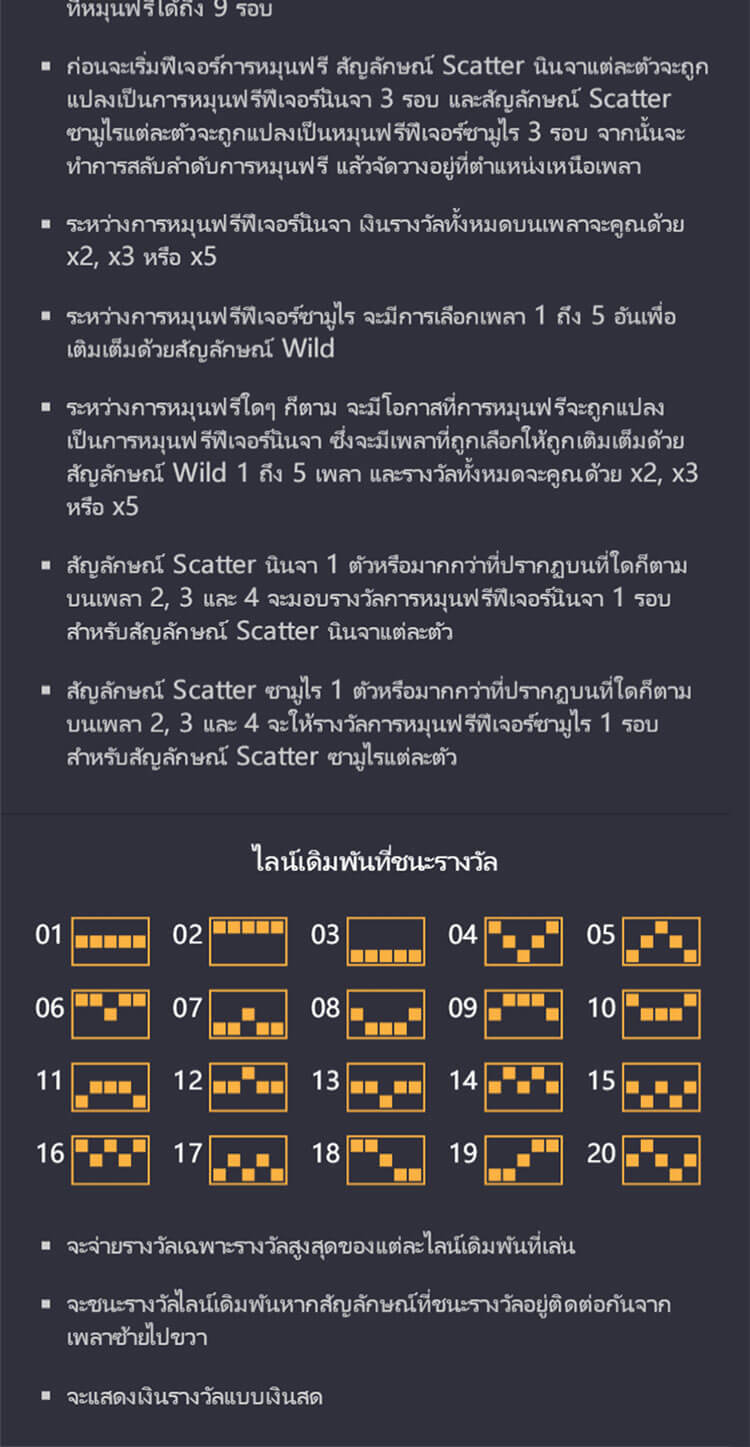 ที่หมุนฟรีได้ถึง 9 รอบ
▪ ก่อนจะเริ่มฟีเจอร์การหมุนฟรี สัญลักษณ์ Scatter นินจาแต่ละตัวจะถูก
แปลงเป็นการหมุนฟรีฟีเจอร์นินจา 3 รอบ และสัญลักษณ์ Scatter
ซามูไรแต่ละตัวจะถูกแปลงเป็นหมุนฟรีฟีเจอร์ซามูไร 3 รอบ จากนั้นจะ
ทำการสลับลำดับการหมุนฟรี แล้วจัดวางอยู่ที่ตำแหน่งเหนือเพลา
▪ ระหว่างการหมุนฟรีฟีเจอร์นินจา เงินรางวัลทั้งหมดบนเพลาจะคูณด้วย
x2, x3 หรือ x5
▪ ระหว่างการหมุนฟรีฟีเจอร์ซามูไร จะมีการเลือกเพลา 1 ถึง 5 อันเพื่อ
เติมเต็มด้วยสัญลักษณ์ Wild
▪ ระหว่างการหมุนฟรีใดๆ ก็ตาม จะมีโอกาสที่การหมุนฟรีจะถูกแปลง
เป็นการหมุนฟรีฟีเจอร์นินจา ซึ่งจะมีเพลาที่ถูกเลือกให้ถูกเติมเต็มด้วย
สัญลักษณ์ Wild 1 ถึง 5 เพลา และรางวัลทั้งหมดจะคูณด้วย x2, x3
หรือ x5
▪ สัญลักษณ์ Scatter นินจา 1 ตัวหรือมากกว่าที่ปรากฏบนที่ใดก็ตาม
บนเพลา 2, 3 และ 4 จะมอบรางวัลการหมุนฟรีฟีเจอร์นินจา 1 รอบ
สำหรับสัญลักษณ์ Scatter นินจาแต่ละตัว
▪ สัญลักษณ์ Scatter ซามูไร 1 ตัวหรือมากกว่าที่ปรากฏบนที่ใดก็ตาม
บนเพลา 2, 3 และ 4 จะให้รางวัลการหมุนฟรีฟีเจอร์ซามูไร 1 รอบ
สำหรับสัญลักษณ์ Scatter ซามูไรแต่ละตัว
ไลน์เดิมพันที่ชนะรางวัล
01 02 03 04 05
06 07 08 09 10
11 12 13 14 15
16 17 18 19 20
▪ จะจ่ายรางวัลเฉพาะรางวัลสูงสุดของแต่ละไลน์เดิมพันที่เล่น
▪ จะชนะรางวัลไลน์เดิมพันหากสัญลักษณ์ที่ชนะรางวัลอยู่ติดต่อกันจาก
เพลาซ้ายไปขวา
▪ จะแสดงเงินรางวัลแบบเงินสด